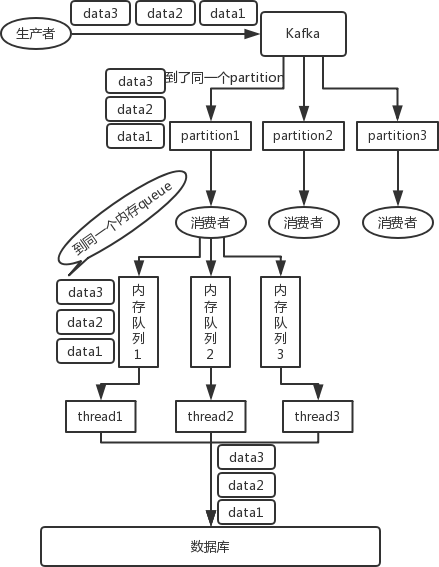 data3 data2 data1
生产者
Kafka
data3
到了同一个partition
data2
data1
partition1 partition2 partition3
到同一个内存queue
消费者 消费者 消费者
data3
data2
data1
内存队列1 内存队列2 内存队列3
thread1 thread2 thread3
data3
data2
data1
数据库